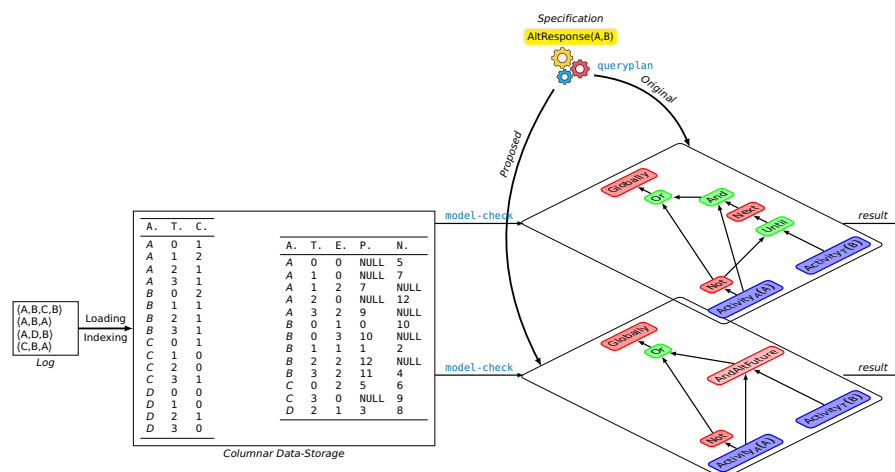 Specification
AltResponse(A,B)
queryplan
Original
Proposed
⟨A,B,C,B⟩
⟨A,B,A⟩
⟨A,D,B⟩
⟨C,B,A⟩
Log
Loading
Indexing
A. T. C.
A 0 1
A 1 2
A 2 1
A 3 1
B 0 2
B 1 1
B 2 1
B 3 1
C 0 1
C 1 0
C 2 0
C 3 1
D 0 0
D 1 0
D 2 1
D 3 0
A. T. E. P. N.
A 0 0 NULL 5
A 1 0 NULL 7
A 1 2 7 NULL
A 2 0 NULL 12
A 3 2 9 NULL
B 0 1 0 10
B 0 3 10 NULL
B 1 1 1 2
B 2 2 12 NULL
B 3 2 11 4
C 0 2 5 6
C 3 0 NULL 9
D 2 1 3 8
Columnar Data-Storage
model-check
Globally
Or
And
Next
Until
Not
Activity_A(A)
Activity_T(B)
result
model-check
Globally
Or
AndAltFuture
Not
Activity_A(A)
Activity_T(B)
result